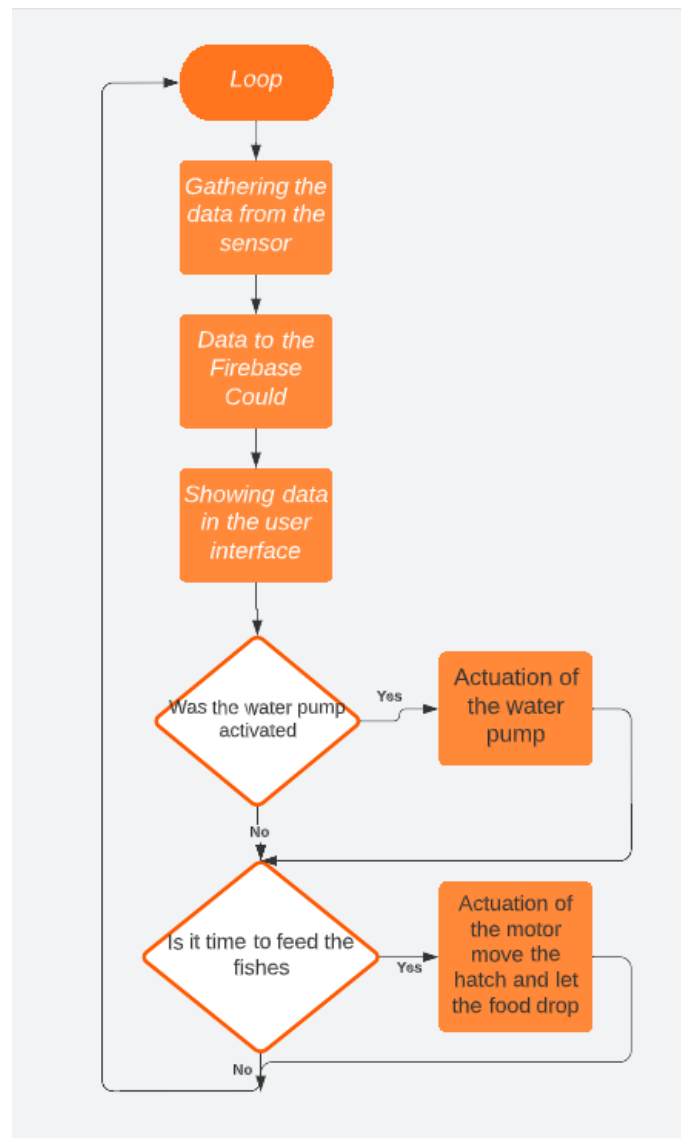 Loop
Gathering the
data from the
sensor
Data to the
Firebase
Could
Showing data
in the user
interface
Was the water pump
activated
Yes
Actuation of
the water
pump
No
Is it time to feed the
fishes
Yes
Actuation of
the motor
move the
hatch and let
the food drop
No